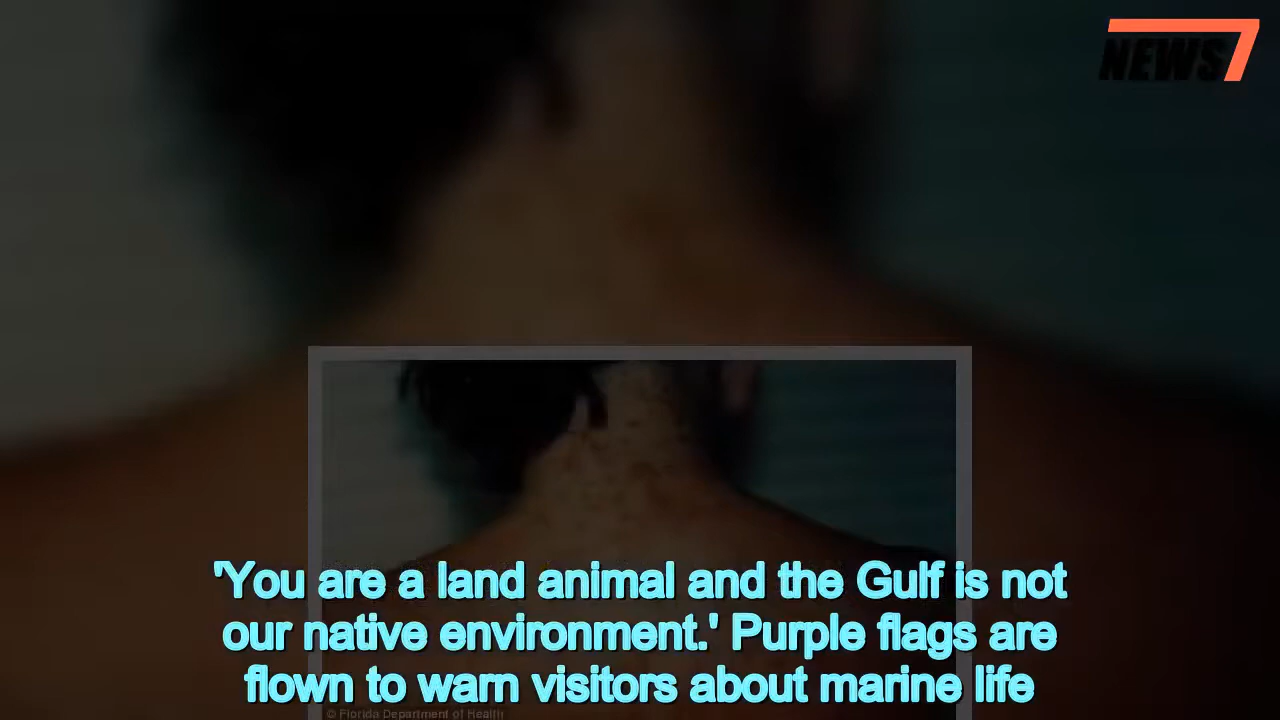 NEWS7
'You are a land animal and the Gulf is not
our native environment.' Purple flags are
flown to warn visitors about marine life
© Florida Department of Health